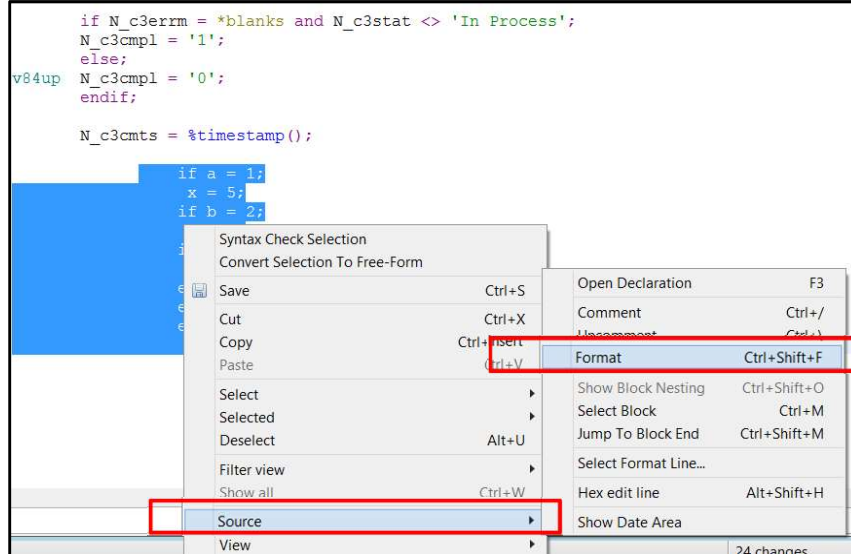 if N_c3errm = *blanks and N_c3stat <> 'In Process';
N_c3cmpl = '1';
else;
v84up N_c3cmpl = '0';
endif;
N_c3cmts = %timestamp();
if a = 1;
x = 5;
if b = 2;
Syntax Check Selection
Convert Selection To Free-Form
Save Ctrl+S
Cut Ctrl+X
Copy Ctrl+Insert
Paste Ctrl+V
Select
Selected
Deselect Alt+U
Filter view
Show all Ctrl+W
Source
View
Open Declaration F3
Comment Ctrl+/
Uncomment Ctrl+\
Format Ctrl+Shift+F
Show Block Nesting Ctrl+Shift+O
Select Block Ctrl+M
Jump To Block End Ctrl+Shift+M
Select Format Line...
Hex edit line Alt+Shift+H
Show Date Area
24 changes